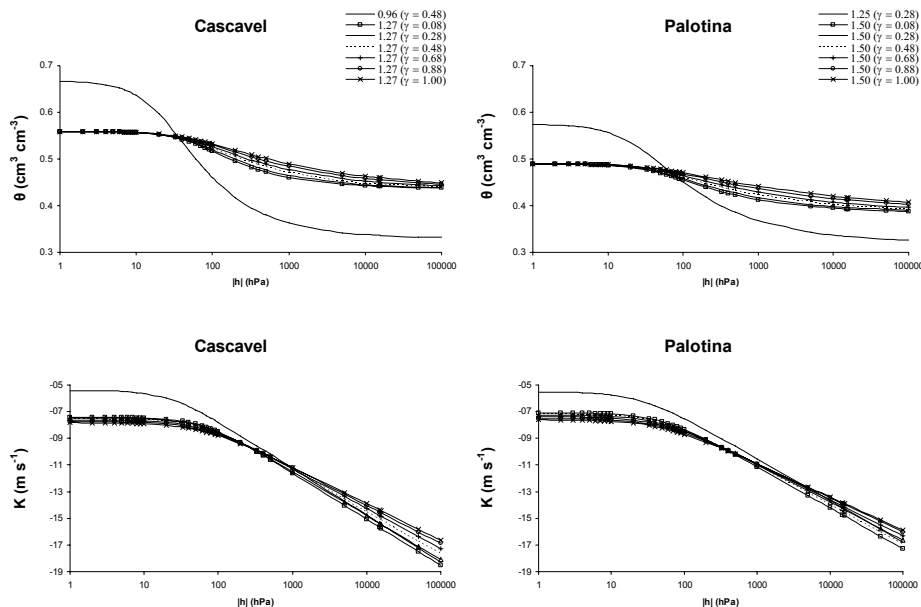 Cascavel
0.96 (γ = 0.48)
1.27 (γ = 0.08)
1.27 (γ = 0.28)
1.27 (γ = 0.48)
1.27 (γ = 0.68)
1.27 (γ = 0.88)
1.27 (γ = 1.00)
θ (cm³ cm⁻³)
0.7
0.6
0.5
0.4
0.3
1 10 100 1000 10000 100000
|h| (hPa)
Palotina
1.25 (γ = 0.28)
1.50 (γ = 0.08)
1.50 (γ = 0.28)
1.50 (γ = 0.48)
1.50 (γ = 0.68)
1.50 (γ = 0.88)
1.50 (γ = 1.00)
θ (cm³ cm⁻³)
0.7
0.6
0.5
0.4
0.3
1 10 100 1000 10000 100000
|h| (hPa)
Cascavel
K (m s⁻¹)
-05
-07
-09
-11
-13
-15
-17
-19
1 10 100 1000 10000 100000
|h| (hPa)
Palotina
K (m s⁻¹)
-05
-07
-09
-11
-13
-15
-17
-19
1 10 100 1000 10000 100000
|h| (hPa)